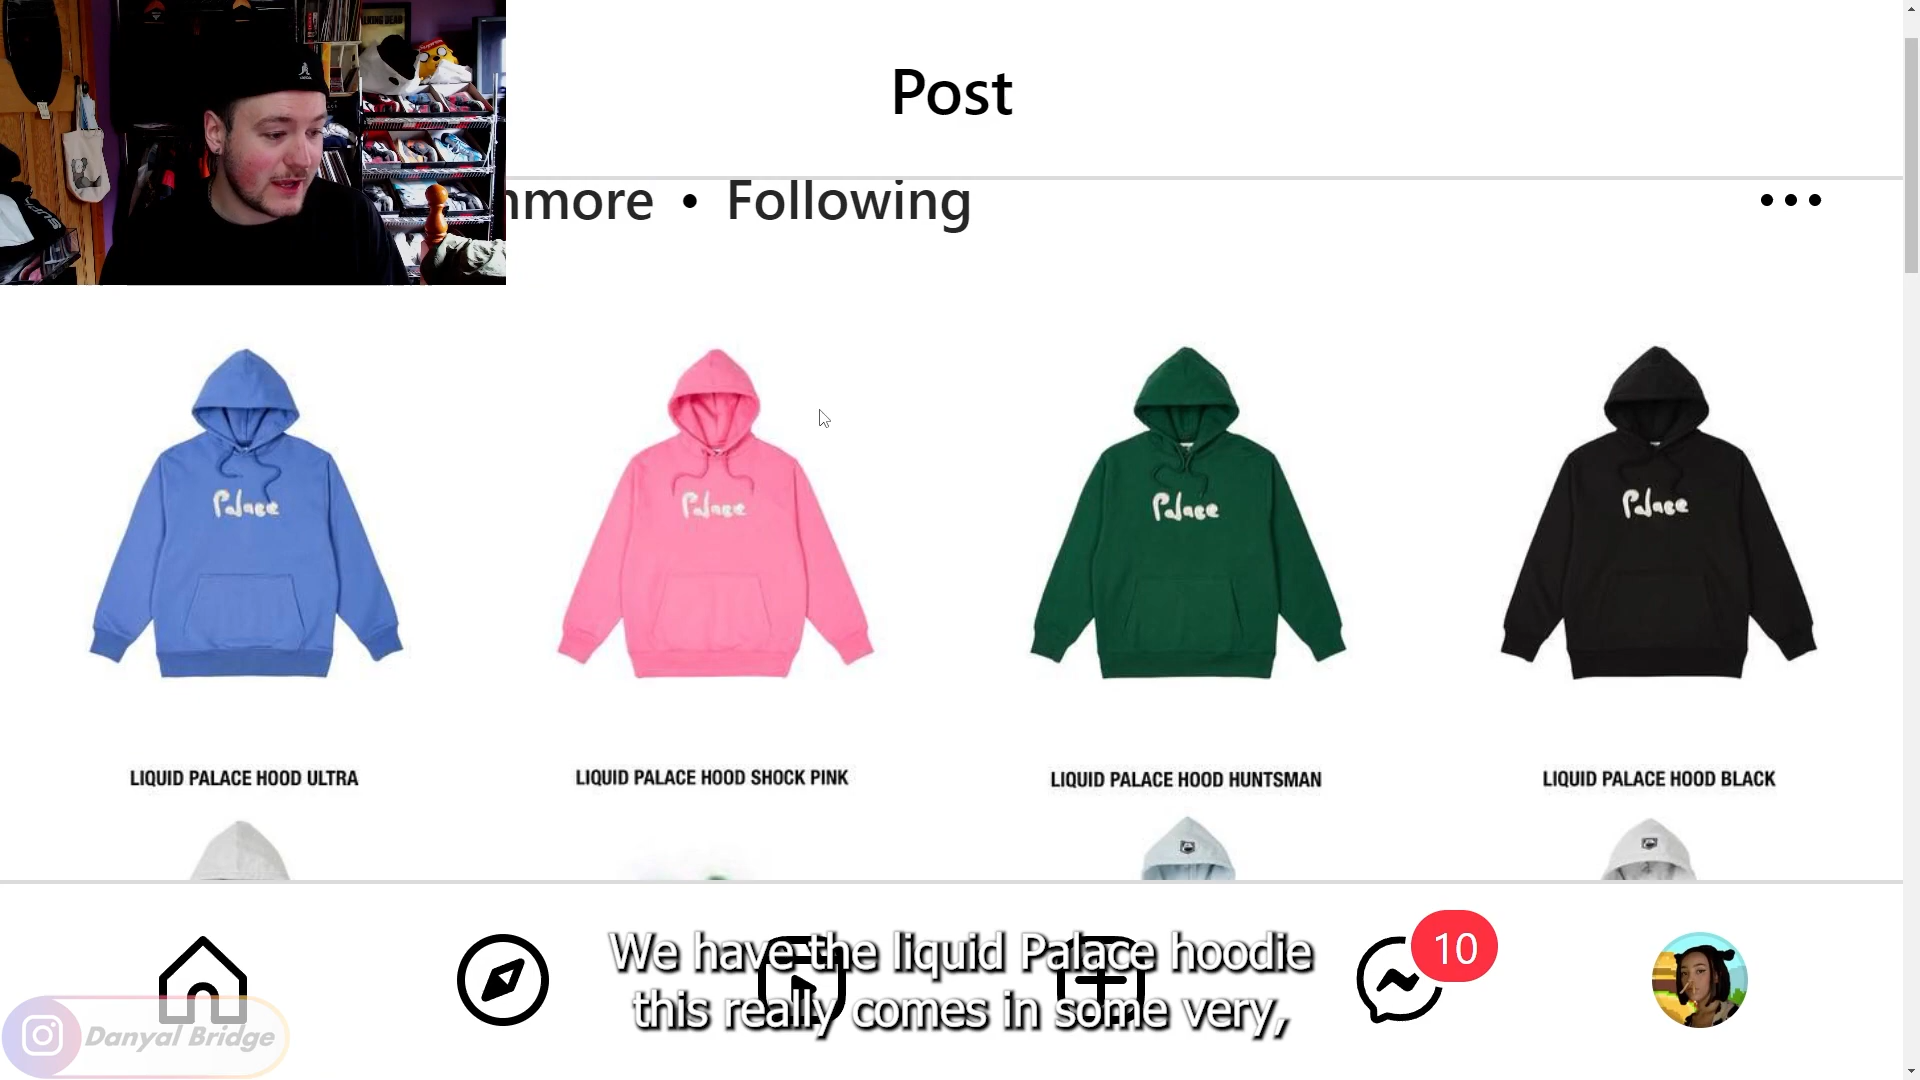 Post
nmore • Following
Palace
Palace
Palace
Palace
LIQUID PALACE HOOD ULTRA
LIQUID PALACE HOOD SHOCK PINK
LIQUID PALACE HOOD HUNTSMAN
LIQUID PALACE HOOD BLACK
We have the liquid Palace hoodie
this really comes in some very,
10
Danyal Bridge